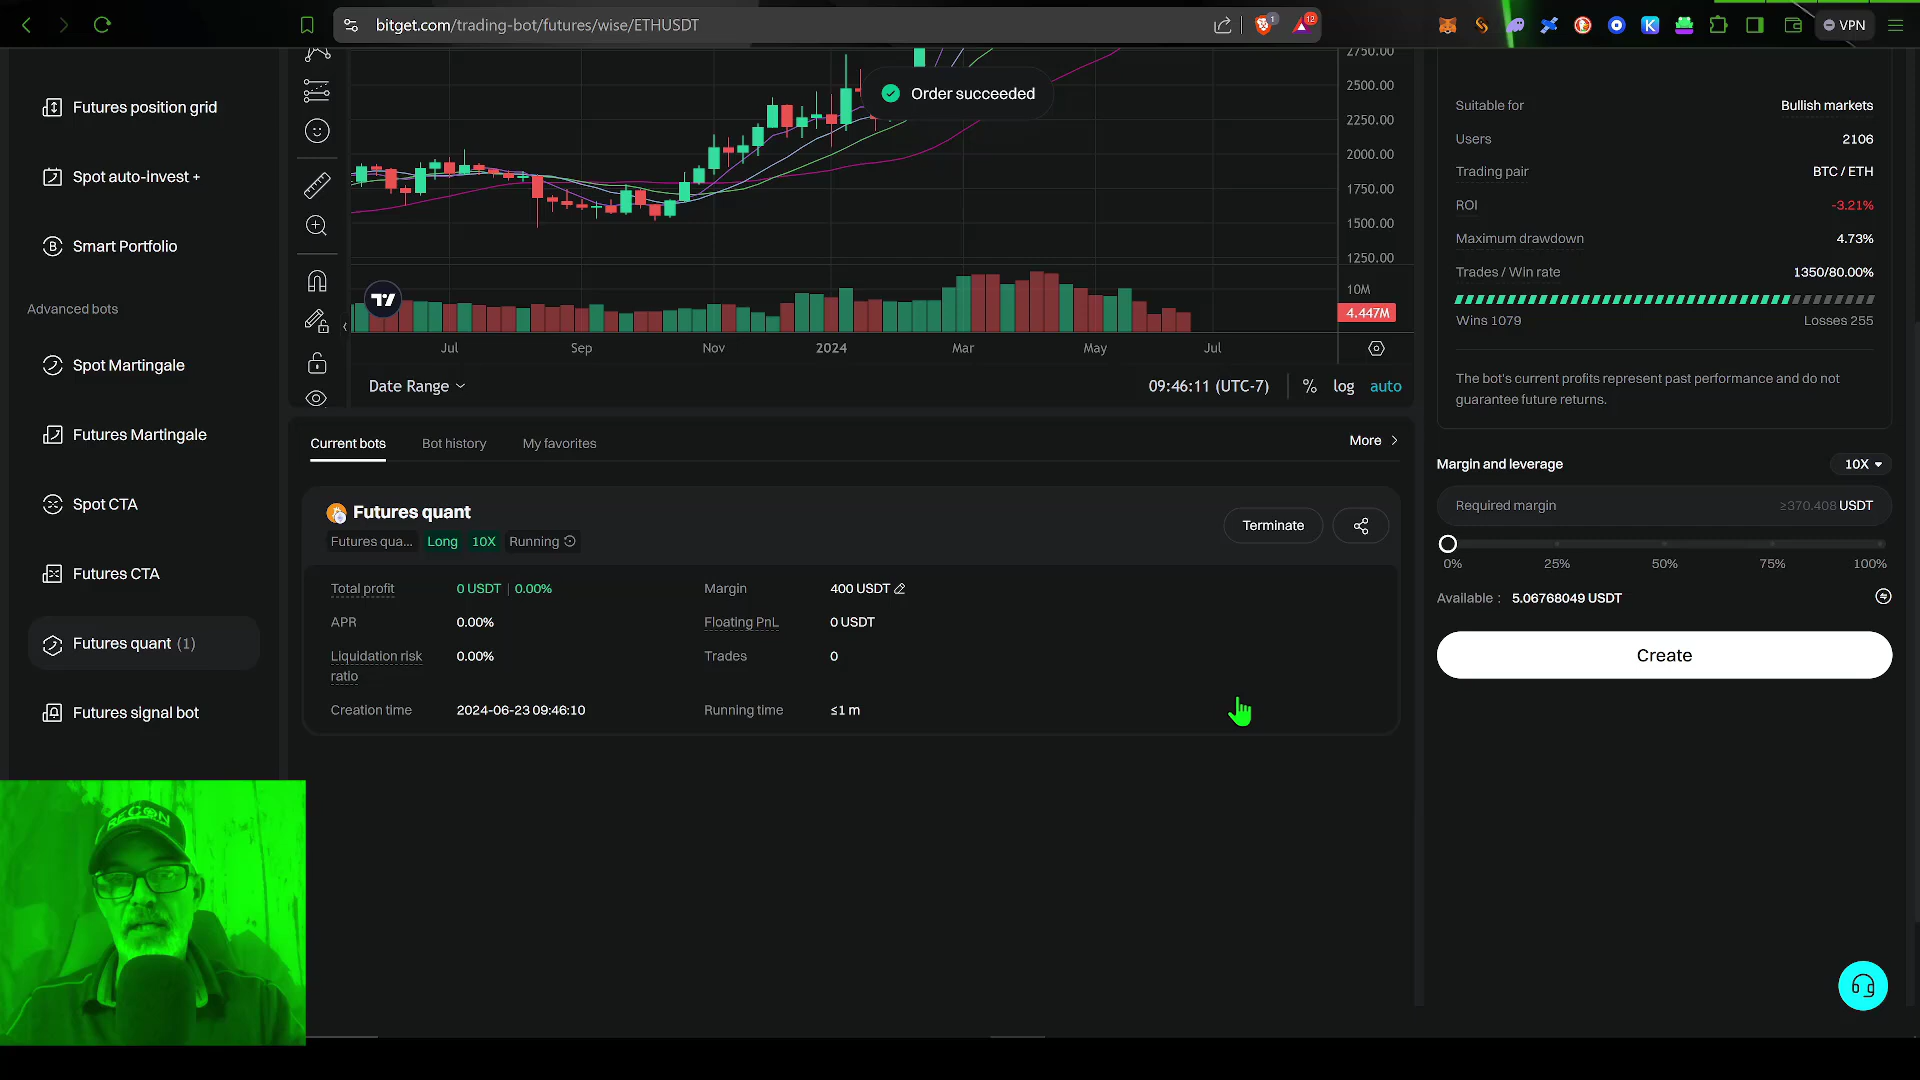 bitget.com/trading-bot/futures/wise/ETHUSDT
1
12
VPN
Futures position grid
Spot auto-invest +
Smart Portfolio
Advanced bots
Spot Martingale
Futures Martingale
Spot CTA
Futures CTA
Futures quant (1)
Futures signal bot
Order succeeded
2750.00
2500.00
2250.00
2000.00
1750.00
1500.00
1250.00
10M
4.447M
Jul
Sep
Nov
2024
Mar
May
Jul
Date Range
09:46:11 (UTC-7)
%
log
auto
Current bots
Bot history
My favorites
More
Futures quant
Futures qua...
Long
10X
Running
Terminate
Total profit
0 USDT | 0.00%
Margin
400 USDT
APR
0.00%
Floating PnL
0 USDT
Liquidation risk
ratio
0.00%
Trades
0
Creation time
2024-06-23 09:46:10
Running time
≤1 m
Suitable for
Bullish markets
Users
2106
Trading pair
BTC / ETH
ROI
-3.21%
Maximum drawdown
4.73%
Trades / Win rate
1350/80.00%
Wins 1079
Losses 255
The bot's current profits represent past performance and do not
guarantee future returns.
Margin and leverage
10X
Required margin
≥370.408 USDT
0%
25%
50%
75%
100%
Available :
5.06768049 USDT
Create
RECON